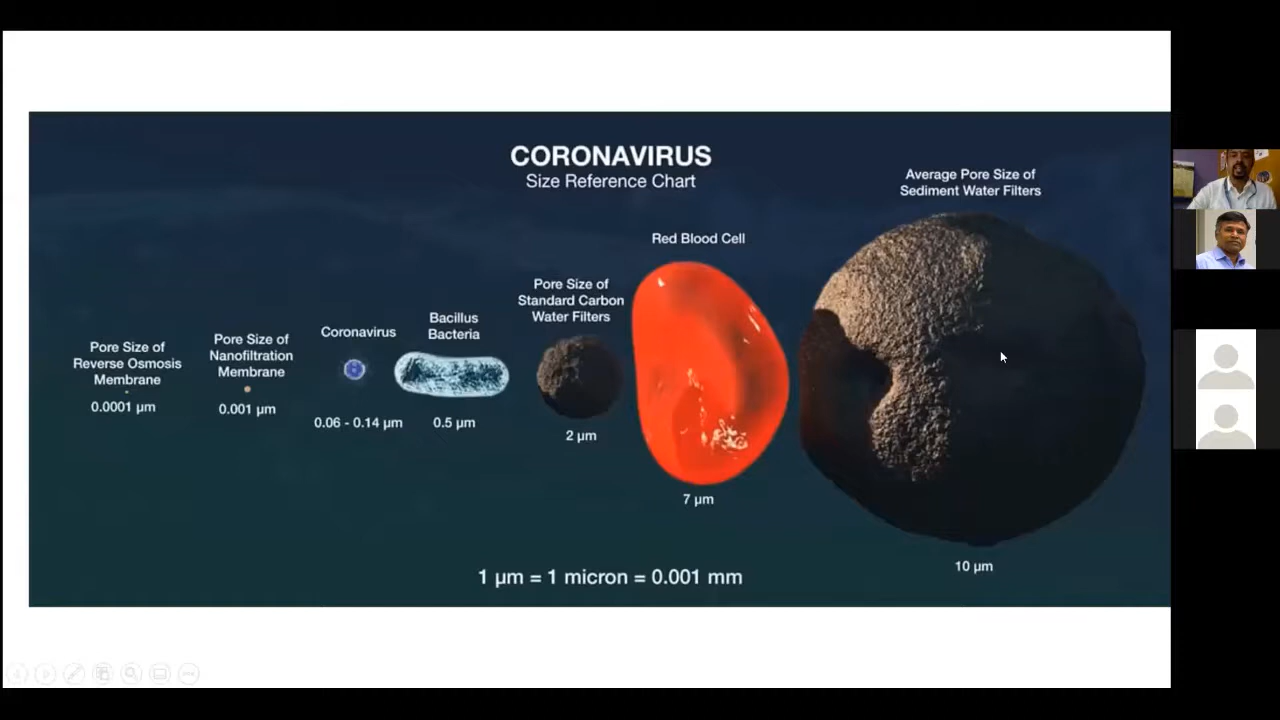 CORONAVIRUS
Size Reference Chart
Pore Size of
Reverse Osmosis
Membrane
0.0001 µm
Pore Size of
Nanofiltration
Membrane
0.001 µm
Coronavirus
0.06 - 0.14 µm
Bacillus
Bacteria
0.5 µm
Pore Size of
Standard Carbon
Water Filters
2 µm
Red Blood Cell
7 µm
Average Pore Size of
Sediment Water Filters
10 µm
1 µm = 1 micron = 0.001 mm